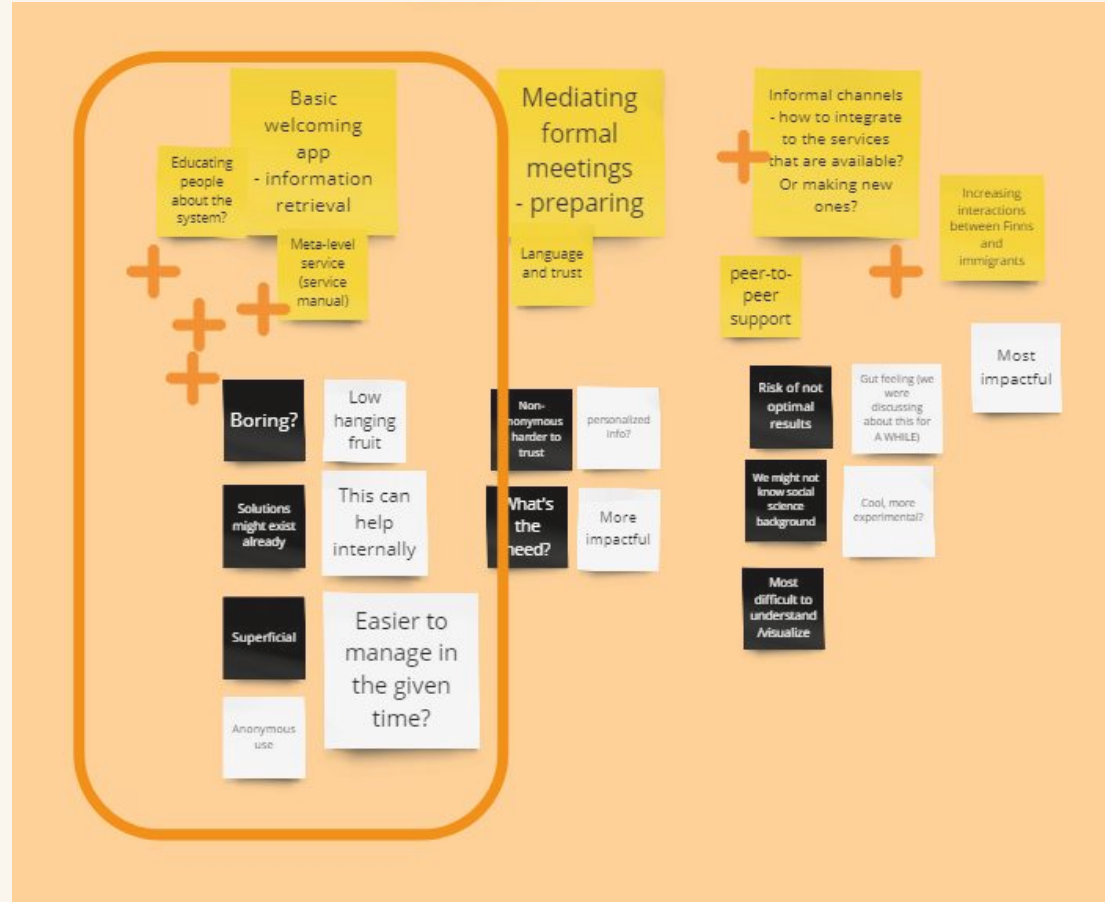 Basic
welcoming
app
- information
retrieval
Educating
people
about the
system?
Meta-level
service
(service
manual)
Boring?
Low
hanging
fruit
Solutions
might exist
already
This can
help
internally
Superficial
Easier to
manage in
the given
time?
Anonymous
use
Mediating
formal
meetings
- preparing
Language
and trust
Non-
nonymous
harder to
trust
personalized
info?
What's
the
need?
More
impactful
Informal channels
- how to integrate
to the services
that are available?
Or making new
ones?
Increasing
interactions
between Finns
and
immigrants
peer-to-
peer
support
Most
impactful
Risk of not
optimal
results
Gut feeling (we
were
discussing
about this for
A WHILE)
We might not
know social
science
background
Cool, more
experimental?
Most
difficult to
understand
/visualize